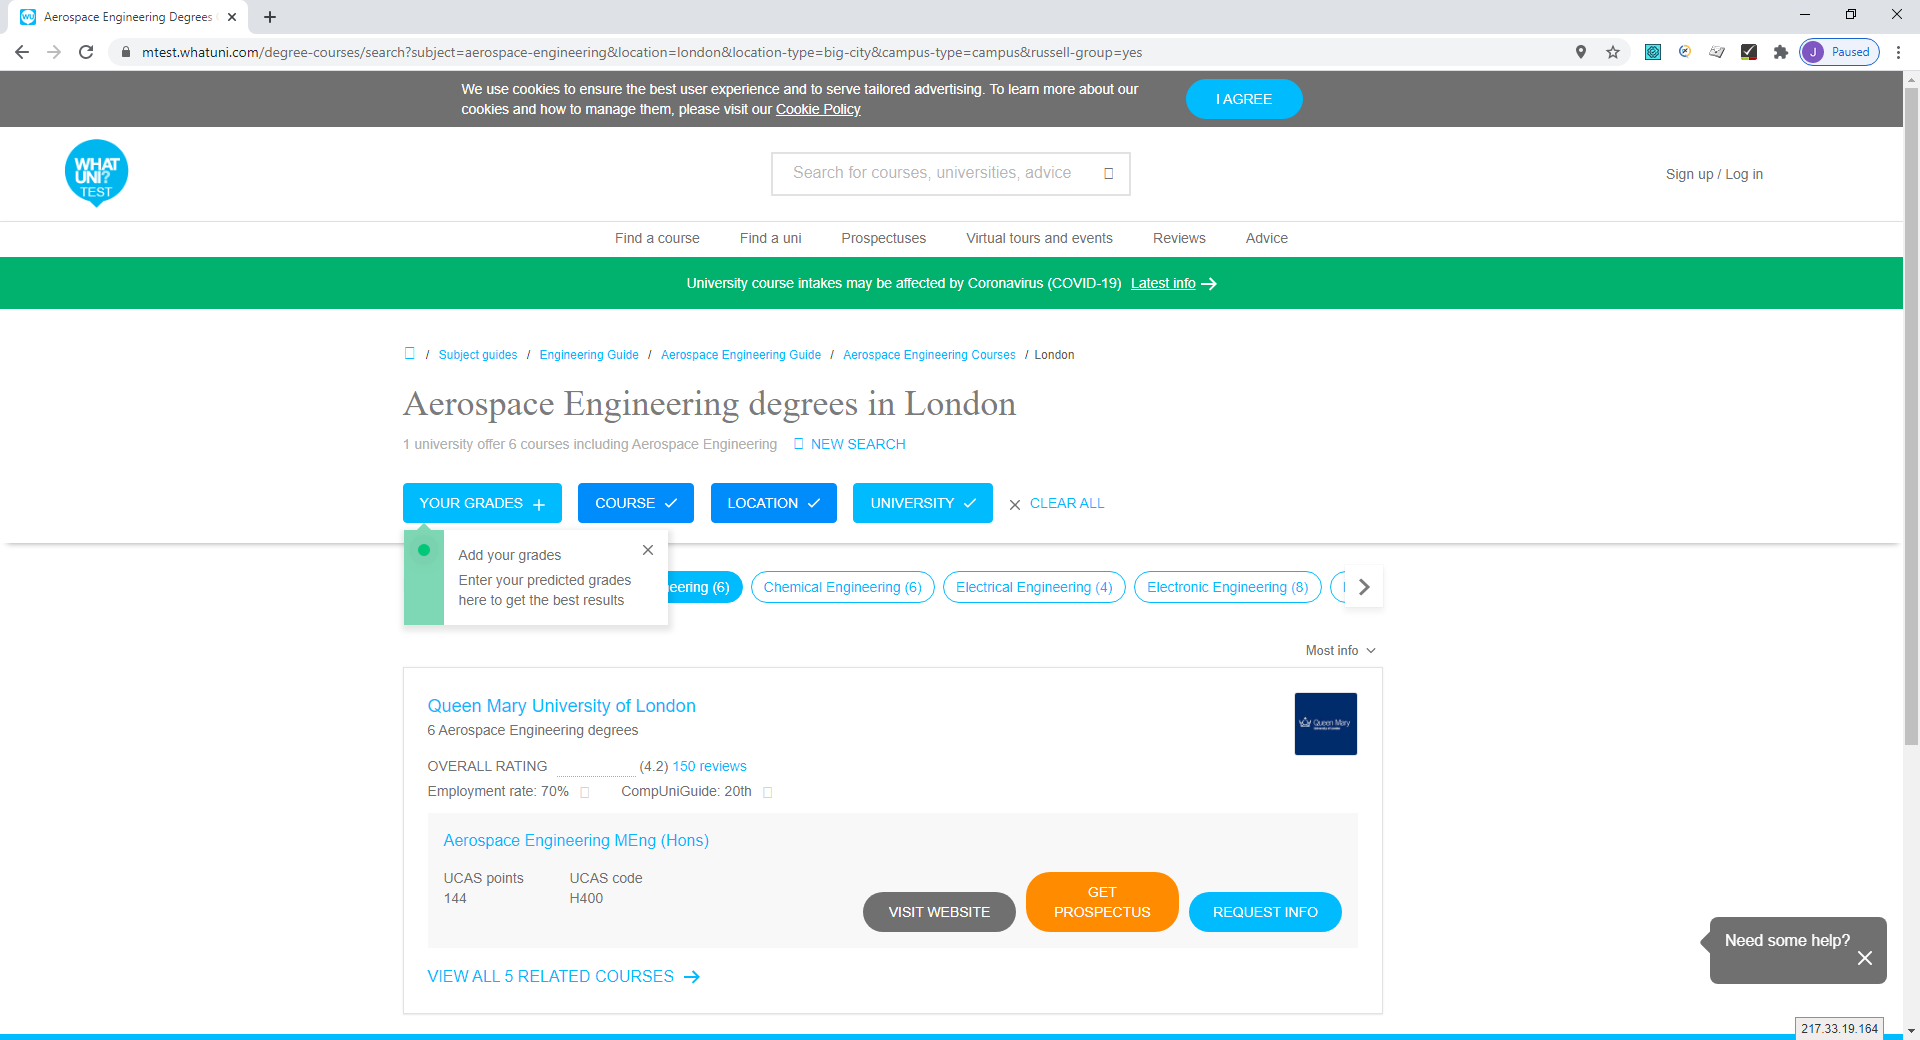 Aerospace Engineering Degrees
mtest.whatuni.com/degree-courses/search?subject=aerospace-engineering&location=london&location-type=big-city&campus-type=campus&russell-group=yes
J Paused
We use cookies to ensure the best user experience and to serve tailored advertising. To learn more about our
cookies and how to manage them, please visit our Cookie Policy
I AGREE
WHAT
UNI?
TEST
Search for courses, universities, advice
Sign up / Log in
Find a course Find a uni Prospectuses Virtual tours and events Reviews Advice
University course intakes may be affected by Coronavirus (COVID-19) Latest info
/ Subject guides / Engineering Guide / Aerospace Engineering Guide / Aerospace Engineering Courses / London
Aerospace Engineering degrees in London
1 university offer 6 courses including Aerospace Engineering NEW SEARCH
YOUR GRADES COURSE LOCATION UNIVERSITY CLEAR ALL
Add your grades
Enter your predicted grades
here to get the best results
eering (6) Chemical Engineering (6) Electrical Engineering (4) Electronic Engineering (8)
Most info
Queen Mary University of London
6 Aerospace Engineering degrees
Queen Mary
University of London
OVERALL RATING (4.2) 150 reviews
Employment rate: 70% CompUniGuide: 20th
Aerospace Engineering MEng (Hons)
UCAS points UCAS code
144 H400
VISIT WEBSITE
GET
PROSPECTUS
REQUEST INFO
VIEW ALL 5 RELATED COURSES
Need some help?
217.33.19.164